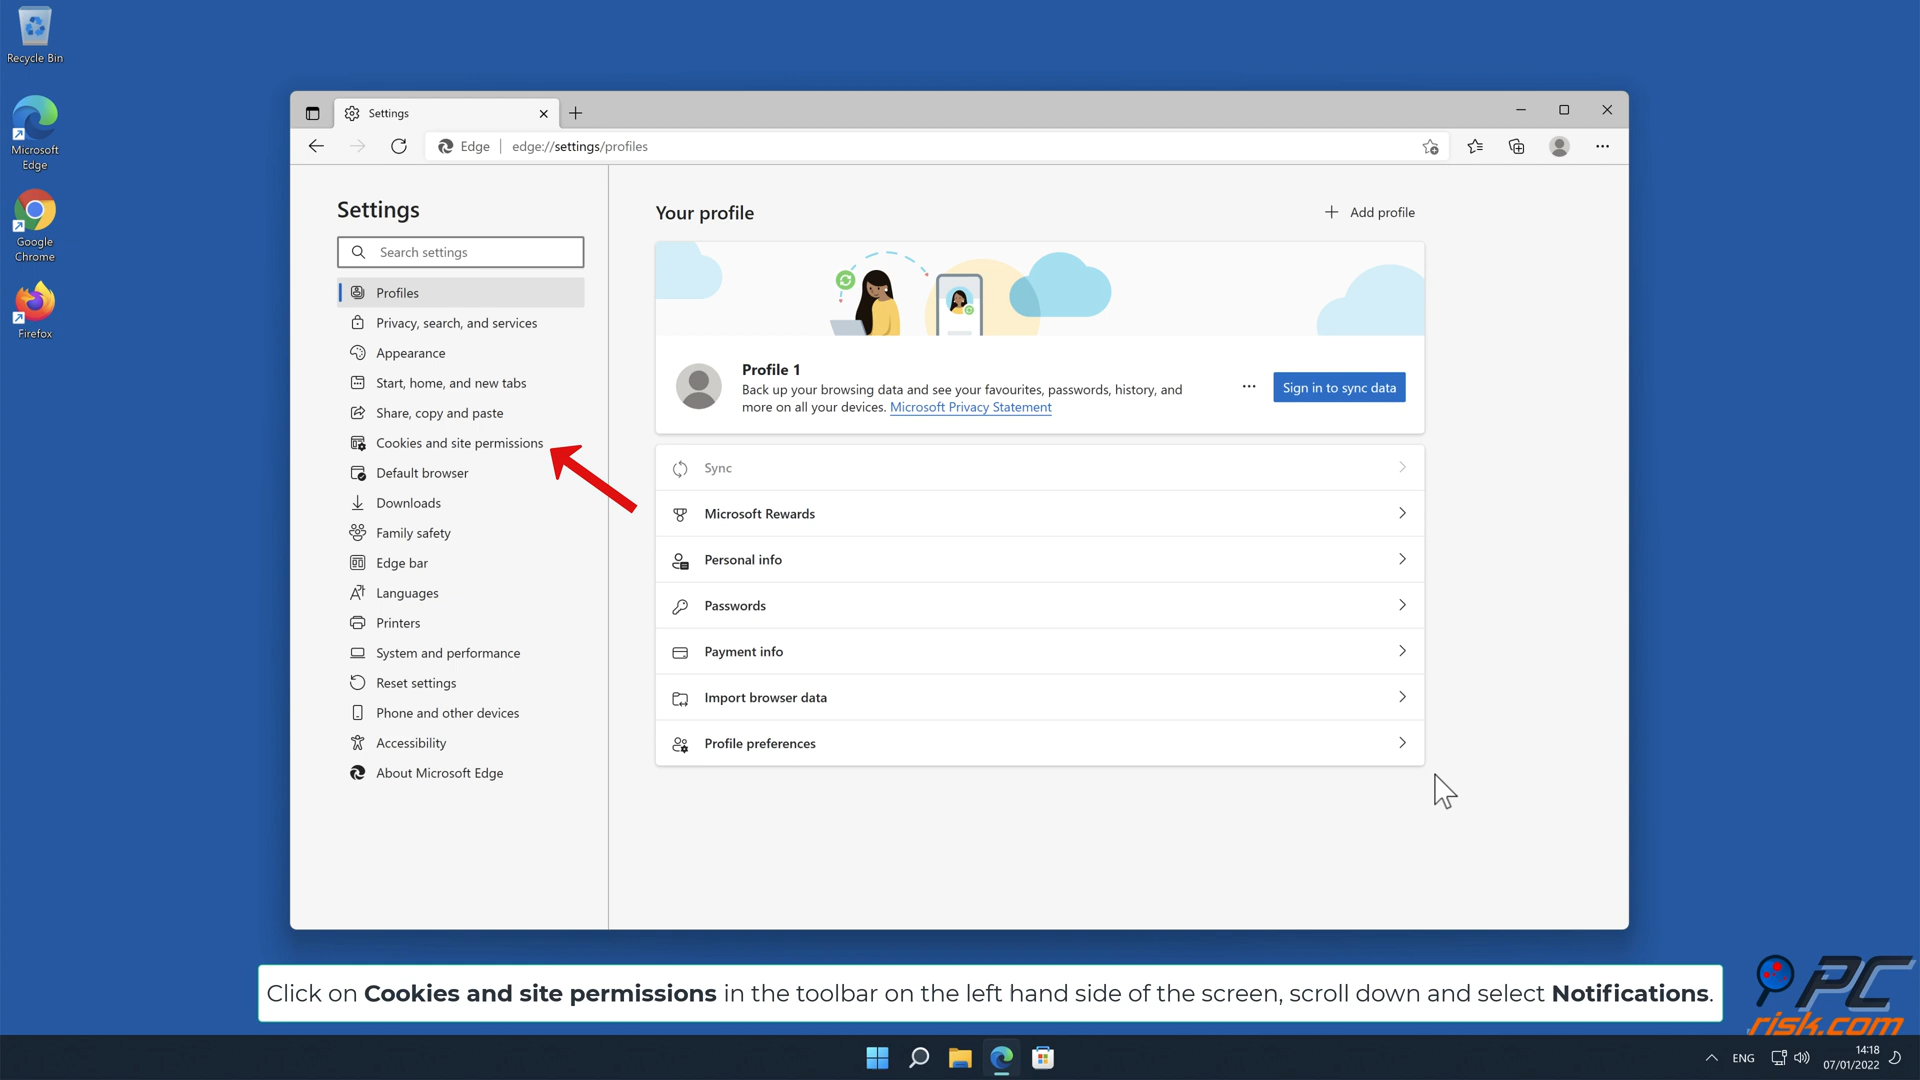 Recycle Bin
Microsoft
Edge
Google
Chrome
Firefox
Settings
Edge
edge://settings/profiles
Settings
Search settings
Profiles
Privacy, search, and services
Appearance
Start, home, and new tabs
Share, copy and paste
Cookies and site permissions
Default browser
Downloads
Family safety
Edge bar
Languages
Printers
System and performance
Reset settings
Phone and other devices
Accessibility
About Microsoft Edge
Your profile
Add profile
Profile 1
Back up your browsing data and see your favourites, passwords, history, and
more on all your devices. Microsoft Privacy Statement
Sign in to sync data
Sync
Microsoft Rewards
Personal info
Passwords
Payment info
Import browser data
Profile preferences
Click on Cookies and site permissions in the toolbar on the left hand side of the screen, scroll down and select Notifications.
PC
risk.com
ENG
14:18
07/01/2022